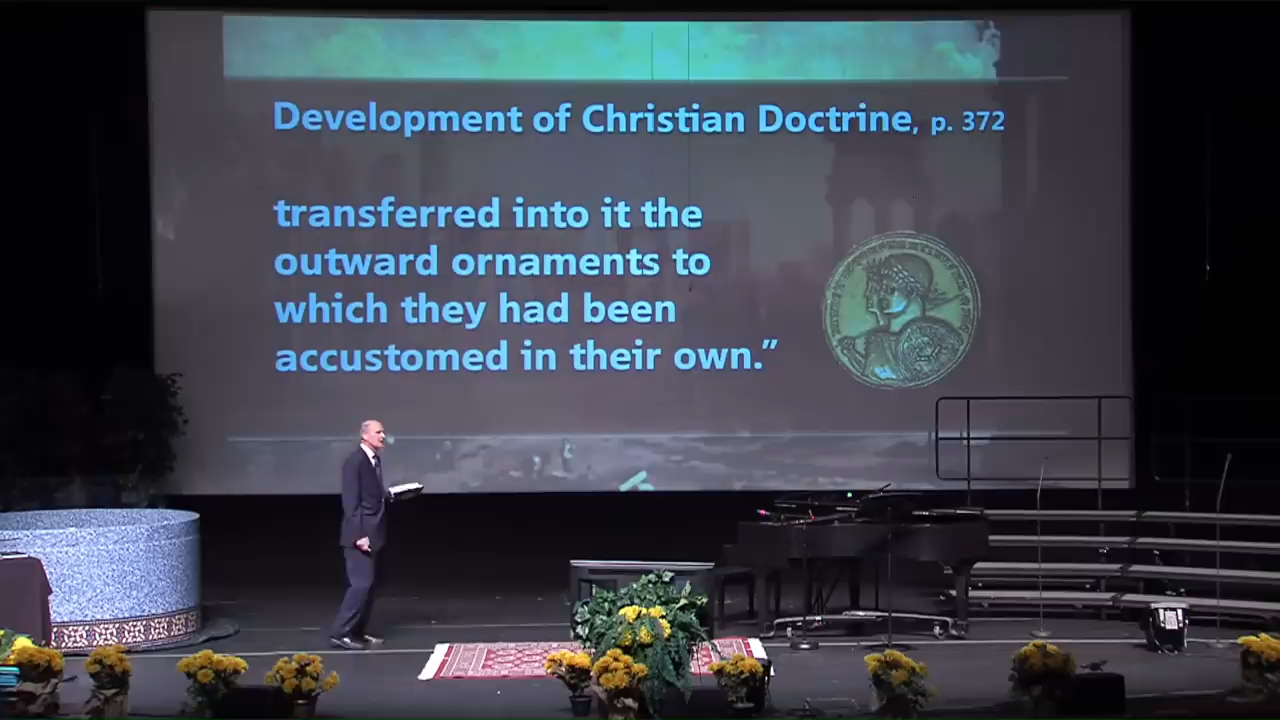 Development of Christian Doctrine, p. 372
transferred into it the
outward ornaments to
which they had been
accustomed in their own.”